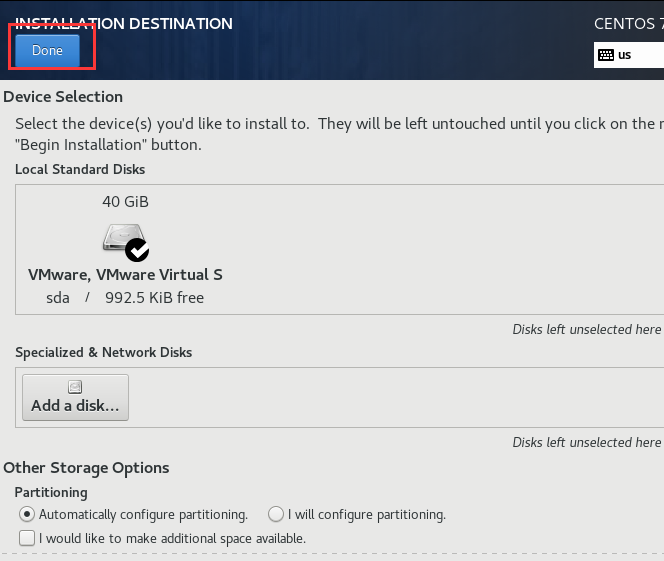 INSTALLATION DESTINATION
CENTOS 7
Done
us
Device Selection
Select the device(s) you'd like to install to.  They will be left untouched until you click on the
"Begin Installation" button.
Local Standard Disks
40 GiB
VMware, VMware Virtual S
sda / 992.5 KiB free
Disks left unselected here
Specialized & Network Disks
Add a disk...
Disks left unselected here
Other Storage Options
Partitioning
Automatically configure partitioning.
I will configure partitioning.
I would like to make additional space available.